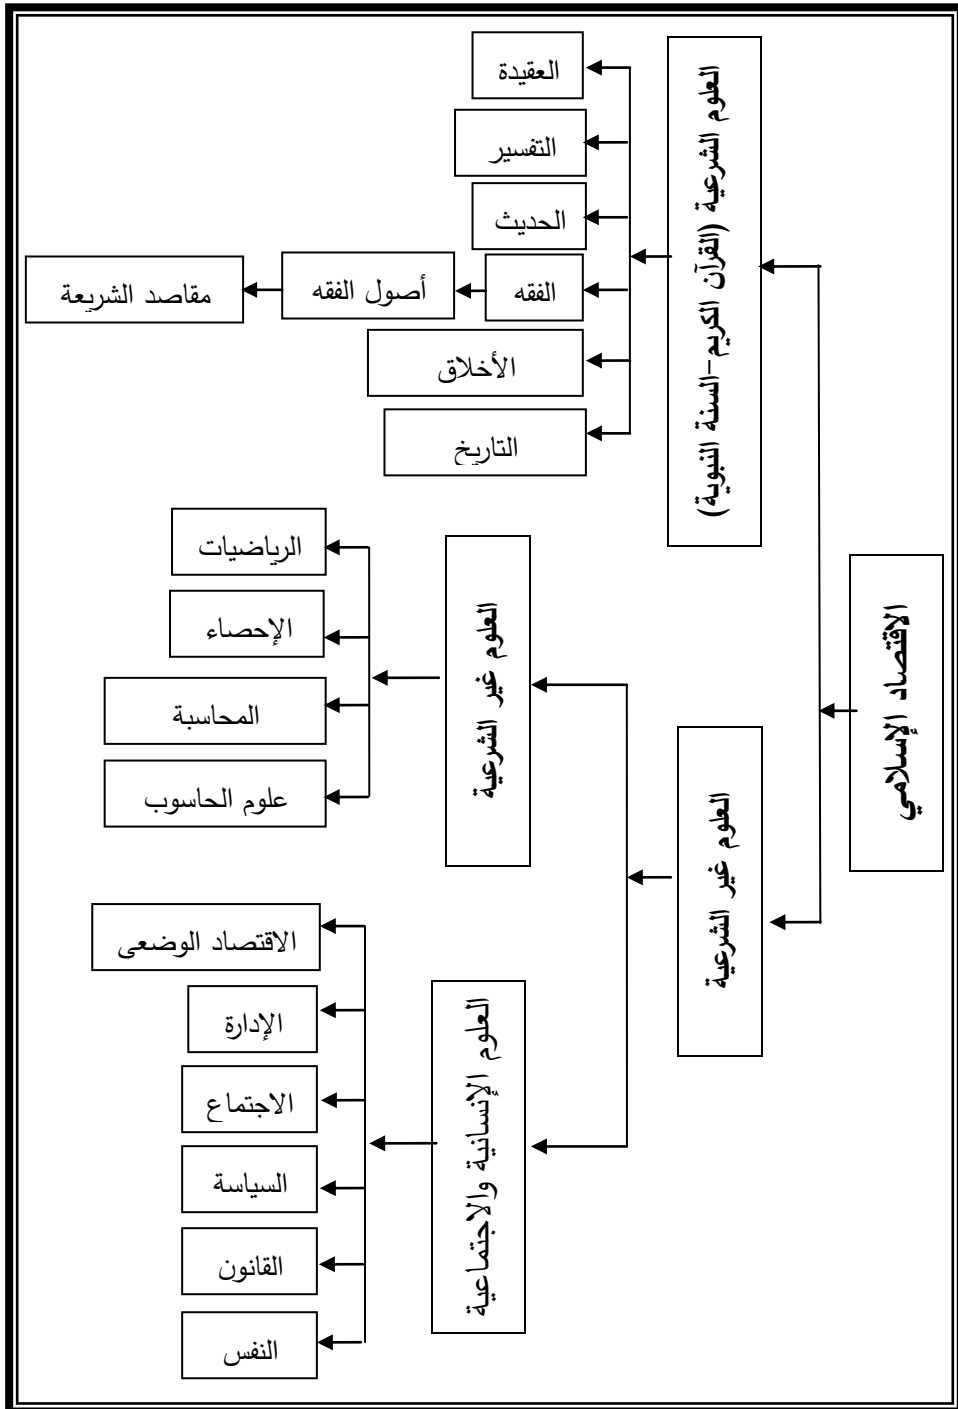 الاقتصاد الإسلامي
العلوم الشرعية (القرآن الكريم-السنة النبوية)
العقيدة
التفسير
الحديث
الفقه
أصول الفقه
مقاصد الشريعة
الأخلاق
التاريخ
العلوم غير الشرعية
العلوم غير الشرعية
الرياضيات
الإحصاء
المحاسبة
علوم الحاسوب
العلوم الإنسانية والاجتماعية
الاقتصاد الوضعى
الإدارة
الاجتماع
السياسة
القانون
النفس